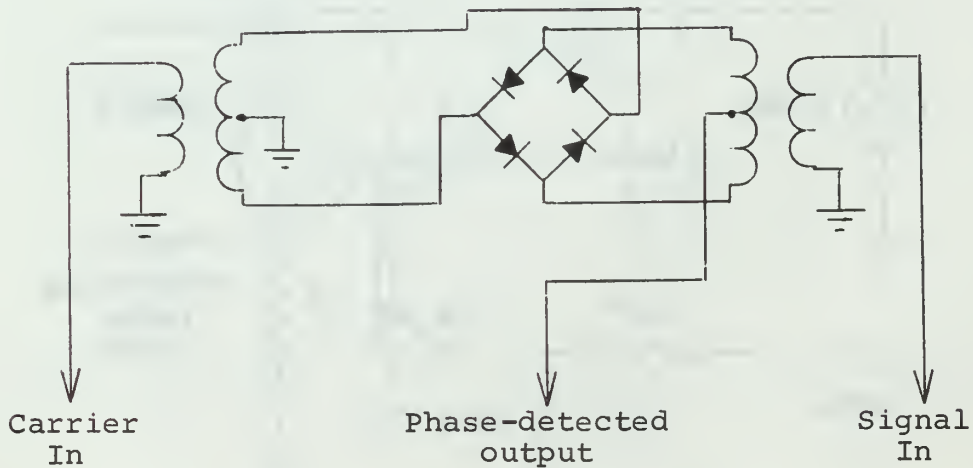 Carrier
In
Phase-detected
output
Signal
In